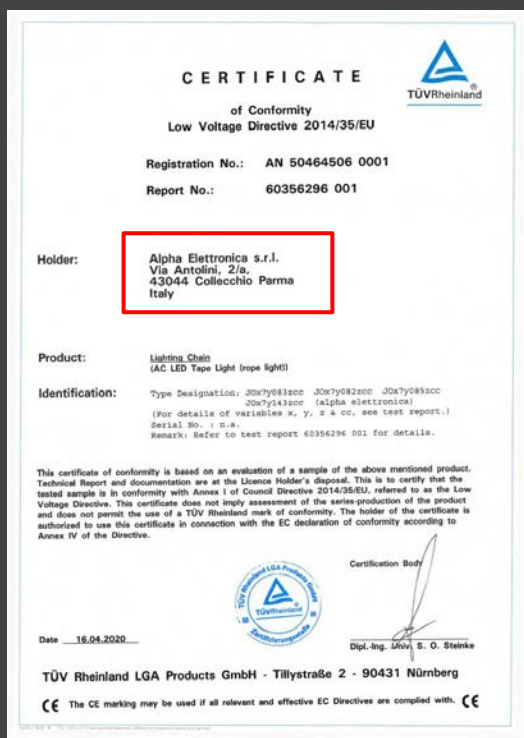 CERTIFICATE
TÜVRheinland
®
of Conformity
Low Voltage Directive 2014/35/EU
Registration No.: AN 50464506 0001
Report No.: 60356296 001
Holder: Alpha Elettronica s.r.l.
Via Antolini, 2/a,
43044 Collecchio Parma
Italy
Product: Lighting Chain
(AC LED Tape Light (rope light))
Identification: Type Designation: JOx7y083zcc JOx7y082zcc JOx7y085zcc
JOx7y143zcc (alpha elettronica)
(For details of variables x, y, z & cc, see test report.)
Serial No. : n.a.
Remark: Refer to test report 60356296 001 for details.
This certificate of conformity is based on an evaluation of a sample of the above mentioned product.
Technical Report and documentation are at the Licence Holder's disposal. This is to certify that the
tested sample is in conformity with Annex I of Council Directive 2014/35/EU, referred to as the Low
Voltage Directive. This certificate does not imply assessment of the series-production of the product
and does not permit the use of a TÜV Rheinland mark of conformity. The holder of the certificate is
authorized to use this certificate in connection with the EC declaration of conformity according to
Annex IV of the Directive.
Certification Body
TÜV Rheinland LGA Products GmbH
TÜVRheinland
Zertifizierungsstelle
Date 16.04.2020
Dipl.-Ing. Univ. S. O. Steinke
TÜV Rheinland LGA Products GmbH - Tillystraße 2 - 90431 Nürnberg
CE The CE marking may be used if all relevant and effective EC Directives are complied with. CE